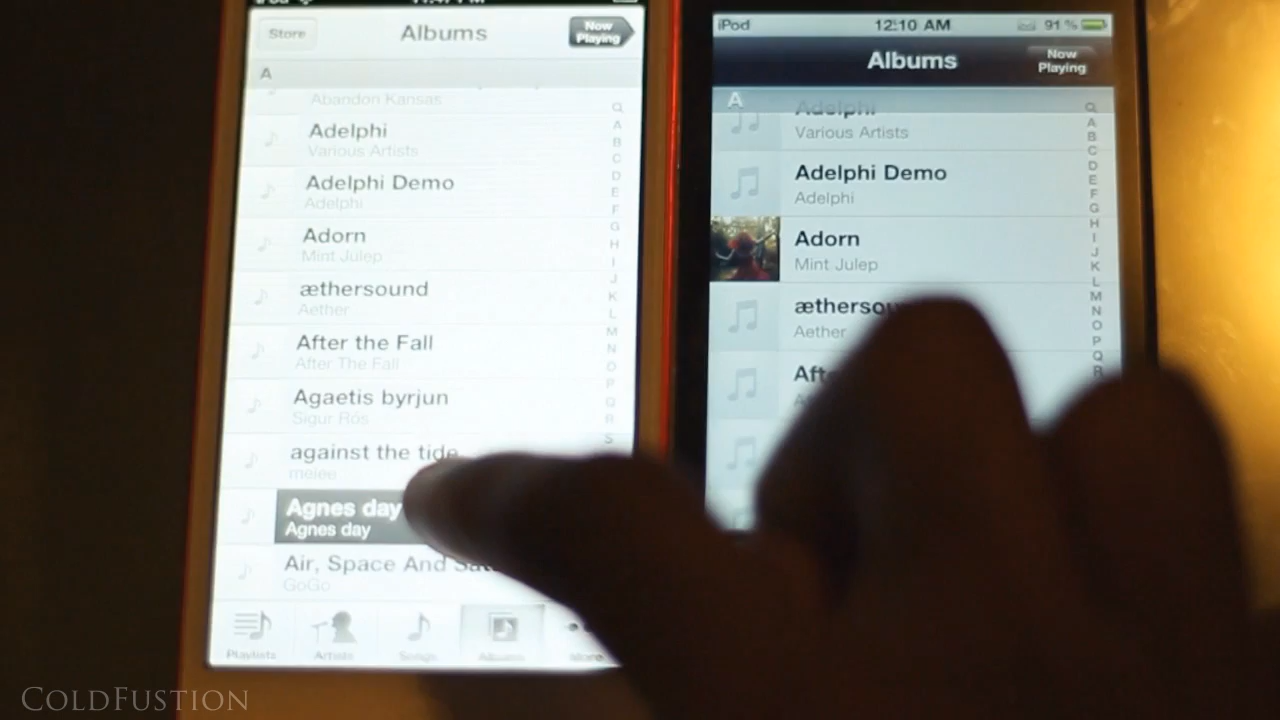 Store
Albums
Now
Playing
A
Abandon Kansas
Adelphi
Various Artists
Adelphi Demo
Adelphi
Adorn
Mint Julep
æthersound
Aether
After the Fall
After The Fall
Agaetis byrjun
Sigur Rós
against the tide
melee
Agnes day
Agnes day
Air, Space And
GoGo
Playlists
Artists
Songs
Albums
More
A
B
C
D
E
F
G
H
I
J
K
L
M
N
O
P
Q
R
S
iPod
12:10 AM
91 %
Albums
Now
Playing
A
Adelphi
Various Artists
Adelphi Demo
Adelphi
Adorn
Mint Julep
æthersou
Aether
Aft
A
B
C
D
E
F
G
H
I
J
K
L
M
N
O
P
Q
R
ColdFustion